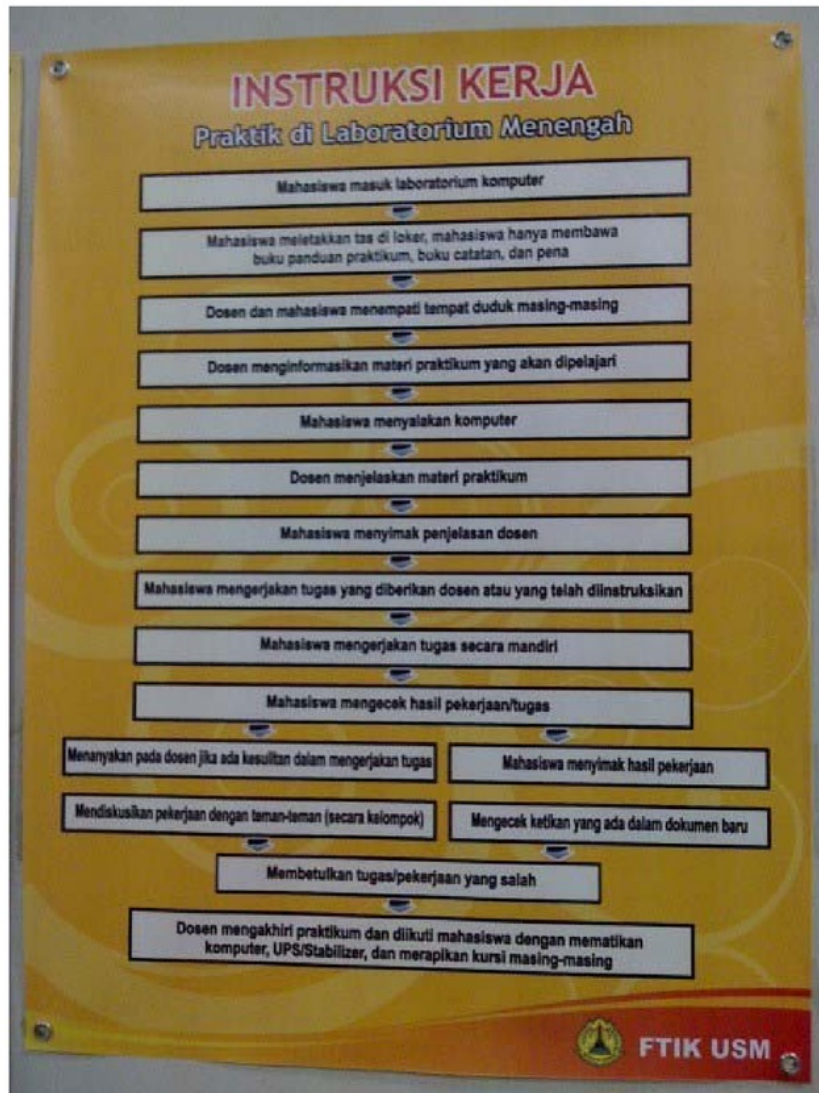 INSTRUKSI KERJA
Praktik di Laboratorium Menengah
Mahasiswa masuk laboratorium komputer
Mahasiswa meletakkan tas di loker, mahasiswa hanya membawa
buku panduan praktikum, buku catatan, dan pena
Dosen dan mahasiswa menempati tempat duduk masing-masing
Dosen menginformasikan materi praktikum yang akan dipelajari
Mahasiswa menyalakan komputer
Dosen menjelaskan materi praktikum
Mahasiswa menyimak penjelasan dosen
Mahasiswa mengerjakan tugas yang diberikan dosen atau yang telah diinstruksikan
Mahasiswa mengerjakan tugas secara mandiri
Mahasiswa mengecek hasil pekerjaan/tugas
Menanyakan pada dosen jika ada kesulitan dalam mengerjakan tugas
Mahasiswa menyimak hasil pekerjaan
Mendiskusikan pekerjaan dengan teman-teman (secara kelompok)
Mengecek ketikan yang ada dalam dokumen baru
Membetulkan tugas/pekerjaan yang salah
Dosen mengakhiri praktikum dan diikuti mahasiswa dengan mematikan
komputer, UPS/Stabilizer, dan merapikan kursi masing-masing
FTIK USM